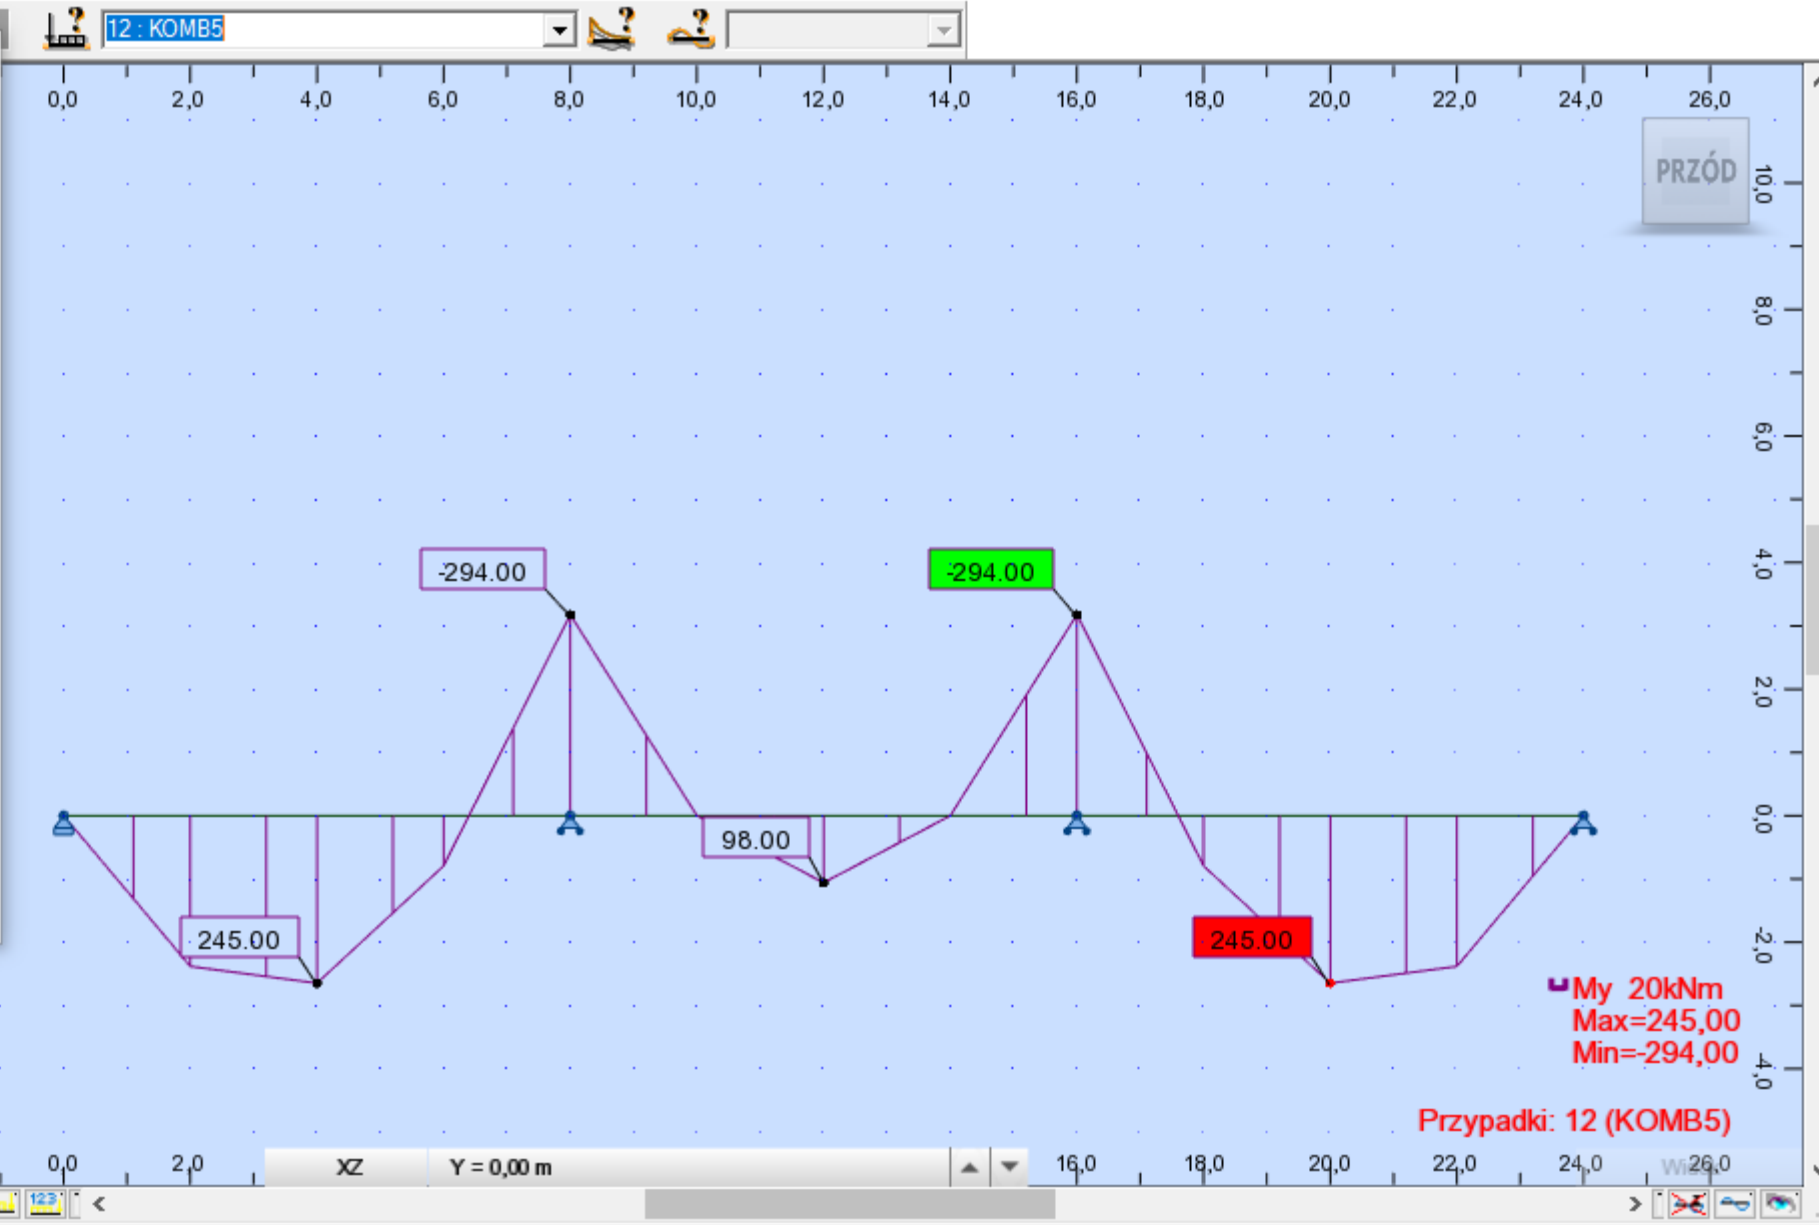 12 : KOMB5
0,0 2,0 4,0 6,0 8,0 10,0 12,0 14,0 16,0 18,0 20,0 22,0 24,0 26,0
PRZÓD
10,0
8,0
6,0
4,0
2,0
0,0
-2,0
-4,0
-294.00
-294.00
98.00
245.00
245.00
My 20kNm
Max=245,00
Min=-294,00
Przypadki: 12 (KOMB5)
0,0 2,0 XZ Y = 0,00 m 16,0 18,0 20,0 22,0 24,0 26,0
123